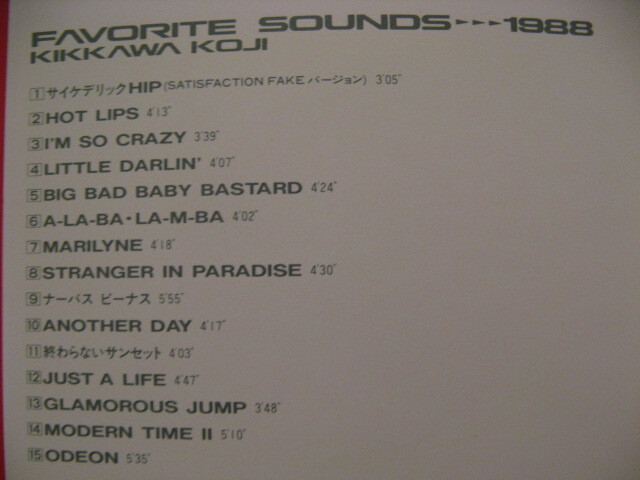 FAVORITE SOUNDS▸▸▸1988
KIKKAWA KOJI
1 サイケデリックHIP(SATISFACTION FAKE バージョン) 3'05"
2 HOT LIPS 4'13"
3 I'M SO CRAZY 3'39"
4 LITTLE DARLIN' 4'07"
5 BIG BAD BABY BASTARD 4'24"
6 A-LA-BA・LA-M-BA 4'02"
7 MARILYNE 4'18"
8 STRANGER IN PARADISE 4'30"
9 ナーバス ビーナス 5'55"
10 ANOTHER DAY 4'17"
11 終わらないサンセット 4'03"
12 JUST A LIFE 4'47"
13 GLAMOROUS JUMP 3'48"
14 MODERN TIME II 5'10"
15 ODEON 5'35"